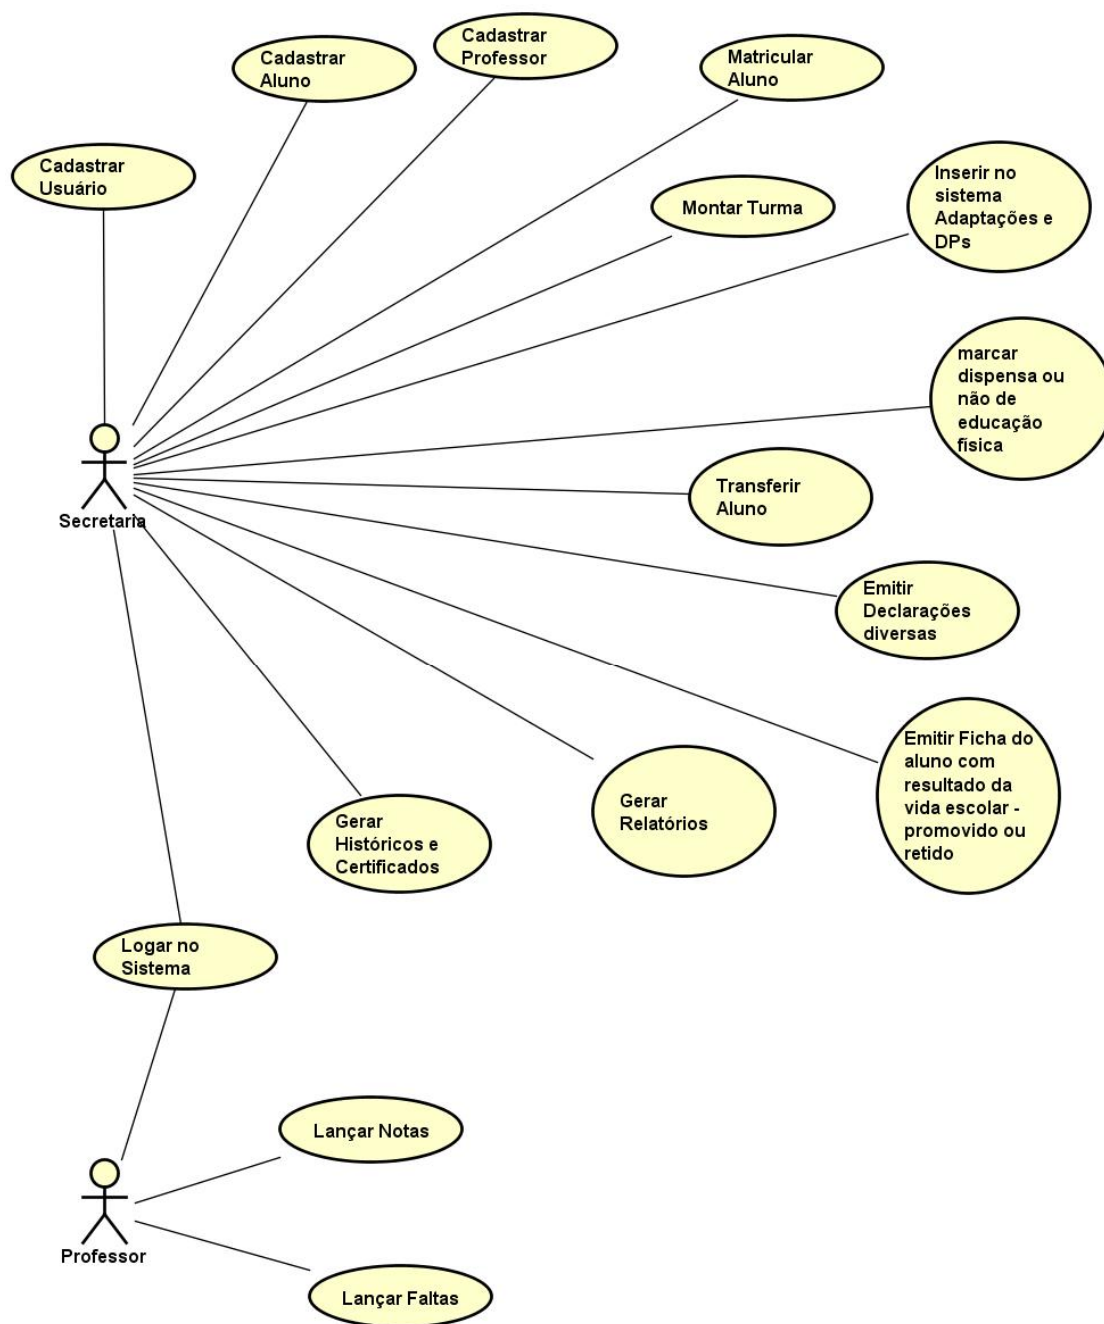 Cadastrar
Professor
Cadastrar
Aluno
Matricular
Aluno
Cadastrar
Usuário
Inserir no
sistema
Adaptações e
DPs
Montar Turma
marcar
dispensa ou
não de
educação
física
Transferir
Aluno
Secretaria
Emitir
Declarações
diversas
Emitir Ficha do
aluno com
resultado da
vida escolar -
promovido ou
retido
Gerar
Relatórios
Gerar
Históricos e
Certificados
Logar no
Sistema
Lançar Notas
Professor
Lançar Faltas